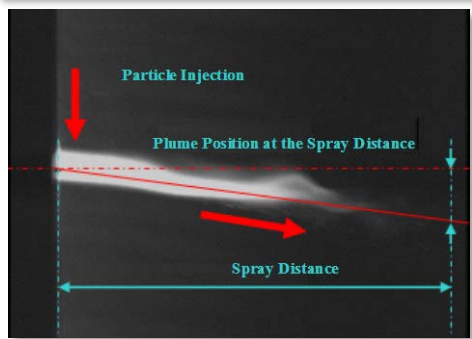 Particle Injection
Plume Position at the Spray Distance
Spray Distance